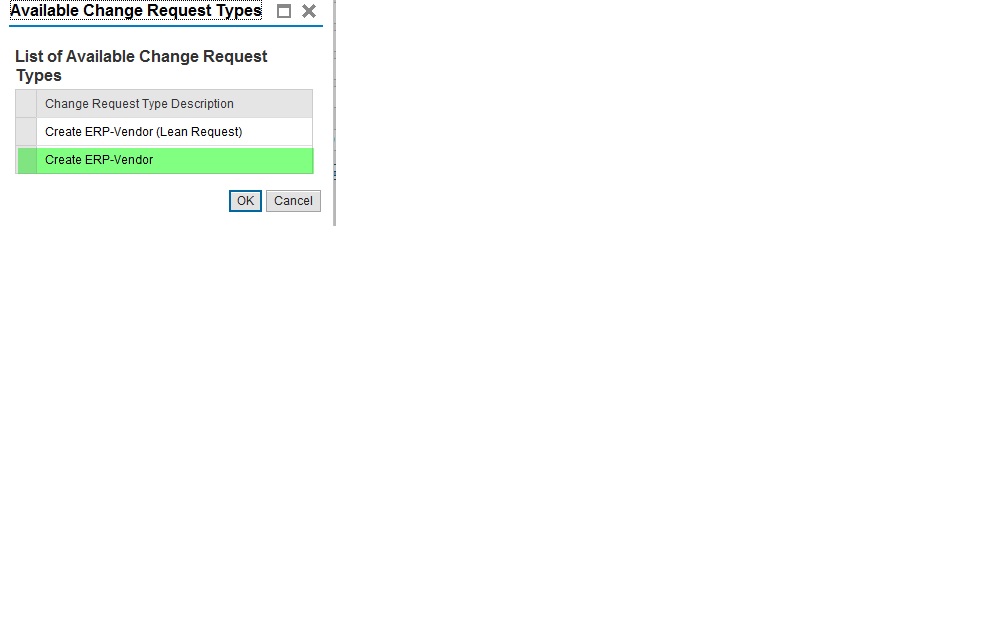 Available Change Request Types
List of Available Change Request
Types
Change Request Type Description
Create ERP-Vendor (Lean Request)
Create ERP-Vendor
OK Cancel